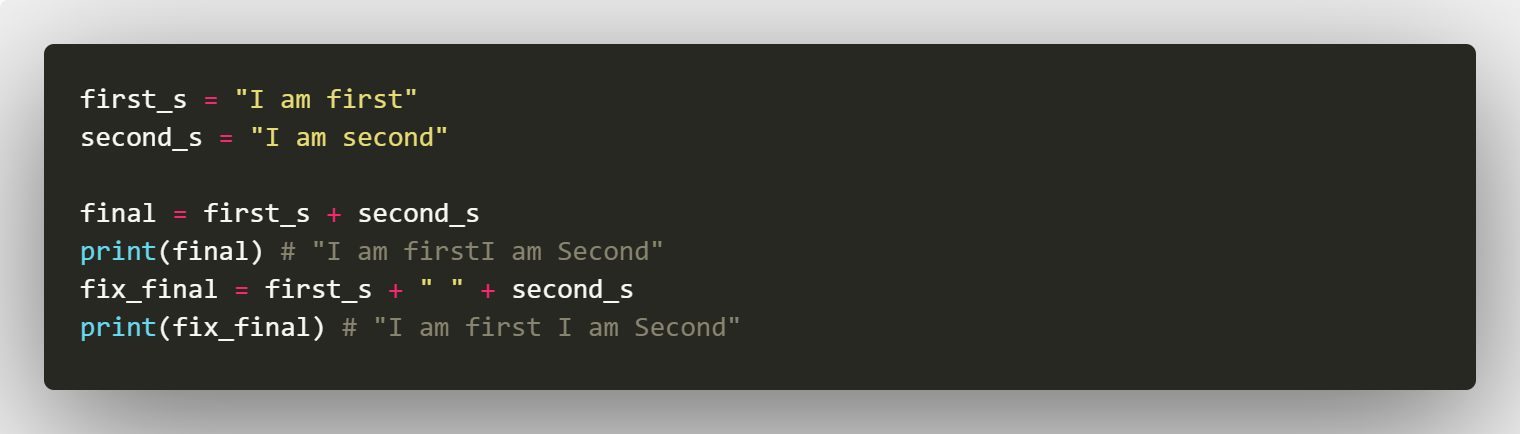 first_s = "I am first"
second_s = "I am second"
final = first_s + second_s
print(final) # "I am firstI am Second"
fix_final = first_s + " " + second_s
print(fix_final) # "I am first I am Second"